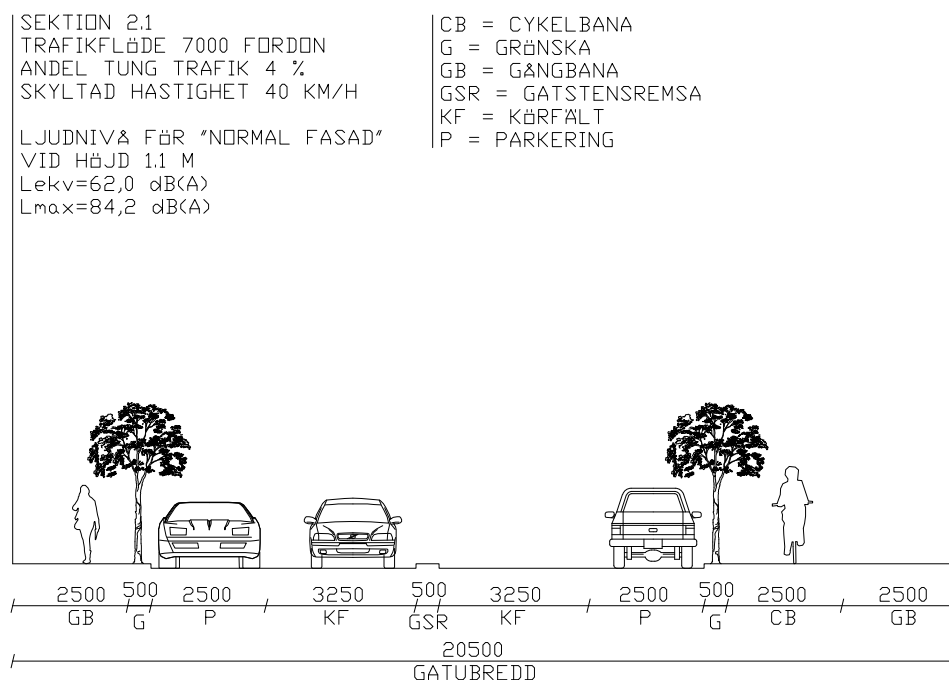 SEKTION 2.1
TRAFIKFLÖDE 7000 FORDON
ANDEL TUNG TRAFIK 4 %
SKYLTAD HASTIGHET 40 KM/H
LJUDNIVÅ FÖR "NORMAL FASAD"
VID HÖJD 1.1 M
Lekv=62,0 dB(A)
Lmax=84,2 dB(A)
CB = CYKELBANA
G = GRÖNSKA
GB = GÅNGBANA
GSR = GATSTENSREMSA
KF = KÖRFÄLT
P = PARKERING
2500 500 2500 3250 500 3250 2500 500 2500 2500
GB G P KF GSR KF P G CB GB
20500
GATUBREDD